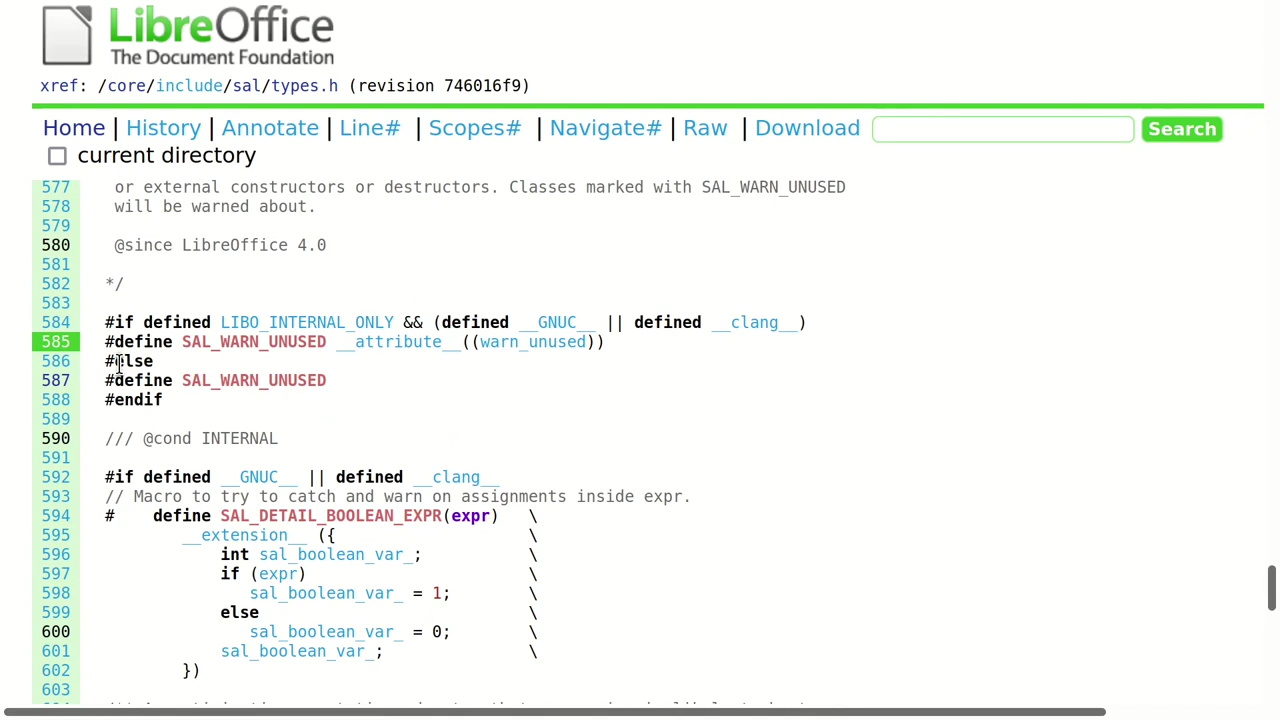 LibreOffice
The Document Foundation
xref: /core/include/sal/types.h (revision 746016f9)
Home | History | Annotate | Line# | Scopes# | Navigate# | Raw | Download Search
current directory
577 or external constructors or destructors. Classes marked with SAL_WARN_UNUSED
578 will be warned about.
579
580 @since LibreOffice 4.0
581
582 */
583
584 #if defined LIBO_INTERNAL_ONLY && (defined __GNUC__ || defined __clang__)
585 #define SAL_WARN_UNUSED __attribute__((warn_unused))
586 #else
587 #define SAL_WARN_UNUSED
588 #endif
589
590 /// @cond INTERNAL
591
592 #if defined __GNUC__ || defined __clang__
593 // Macro to try to catch and warn on assignments inside expr.
594 #    define SAL_DETAIL_BOOLEAN_EXPR(expr)   \
595         __extension__ ({                    \
596             int sal_boolean_var_;           \
597             if (expr)                       \
598                sal_boolean_var_ = 1;        \
599             else                            \
600                sal_boolean_var_ = 0;        \
601             sal_boolean_var_;               \
602         })
603